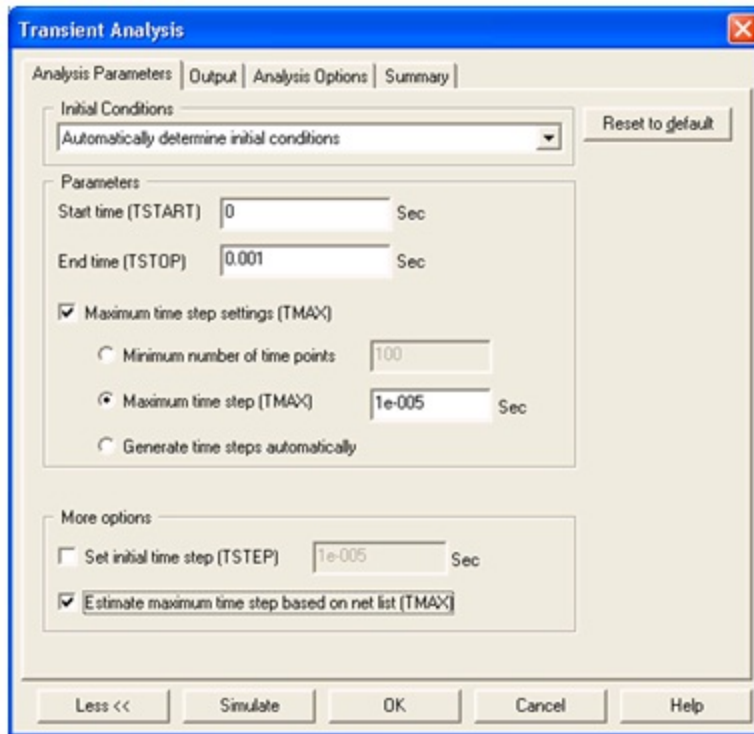 Transient Analysis
Analysis Parameters Output Analysis Options Summary
Initial Conditions
Automatically determine initial conditions
Reset to default
Parameters
Start time (TSTART) 0 Sec
End time (TSTOP) 0.001 Sec
Maximum time step settings (TMAX)
Minimum number of time points 100
Maximum time step (TMAX) 1e-005 Sec
Generate time steps automatically
More options
Set initial time step (TSTEP) 1e-005 Sec
Estimate maximum time step based on net list (TMAX)
Less << Simulate OK Cancel Help